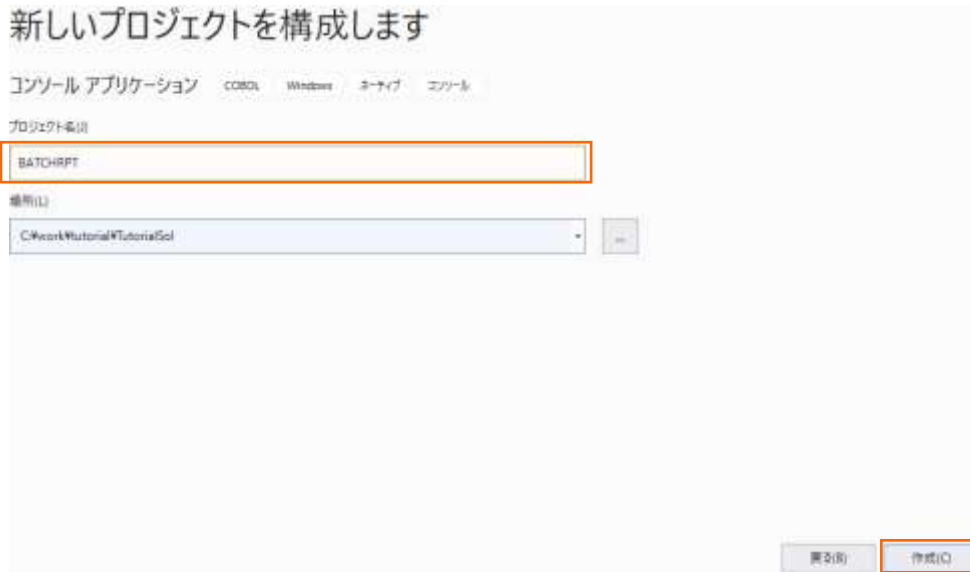 新しいプロジェクトを構成します
コンソール アプリケーション COBOL Windows ネーティブ コンソール
プロジェクト名(J)
BATCHRPT
場所(L)
C:¥work¥tutorial¥TutorialSol
...
戻る(B) 作成(C)